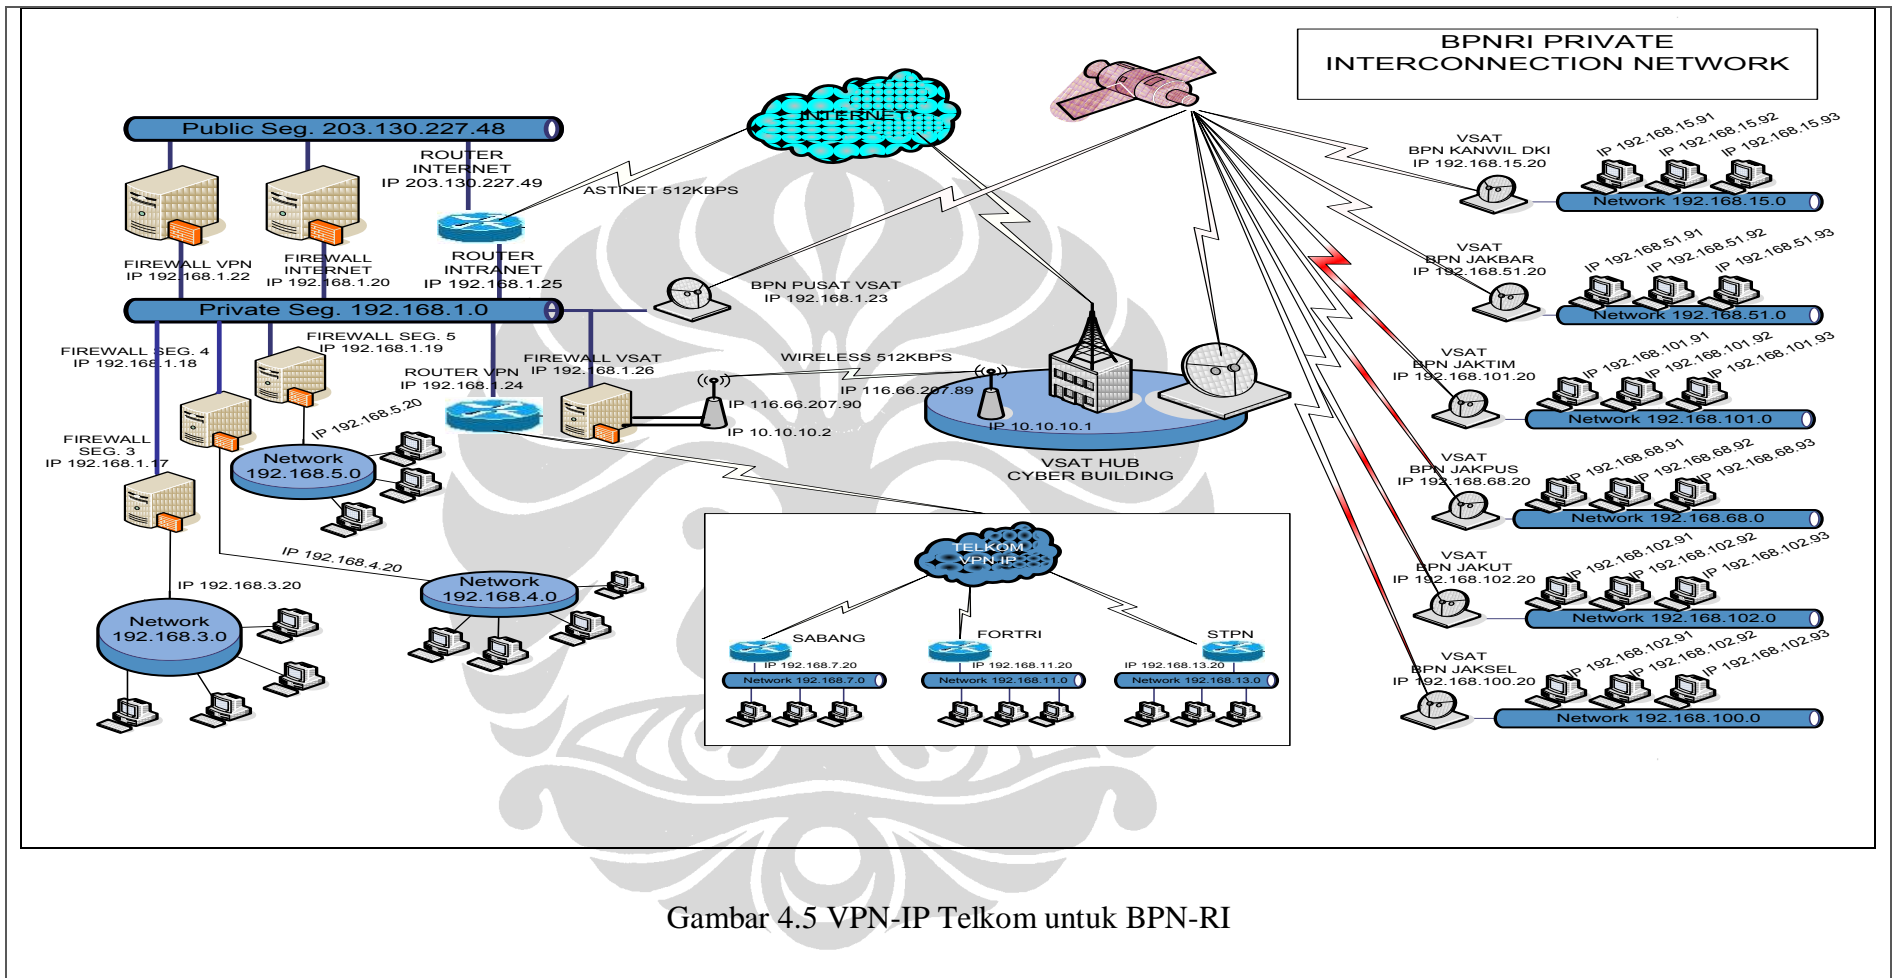 BPNRI PRIVATE
INTERCONNECTION NETWORK
INTERNET
Public Seg. 203.130.227.48
ROUTER
INTERNET
IP 203.130.227.49
ASTINET 512KBPS
FIREWALL VPN
IP 192.168.1.22
FIREWALL
INTERNET
IP 192.168.1.20
ROUTER
INTRANET
IP 192.168.1.25
Private Seg. 192.168.1.0
BPN PUSAT VSAT
IP 192.168.1.23
FIREWALL SEG. 4
IP 192.168.1.18
FIREWALL SEG. 5
IP 192.168.1.19
ROUTER VPN
IP 192.168.1.24
FIREWALL VSAT
IP 192.168.1.26
WIRELESS 512KBPS
IP 116.66.207.89
IP 116.66.207.90
IP 10.10.10.2
IP 10.10.10.1
VSAT HUB
CYBER BUILDING
FIREWALL
SEG. 3
IP 192.168.1.17
IP 192.168.5.20
Network
192.168.5.0
IP 192.168.4.20
Network
192.168.4.0
IP 192.168.3.20
Network
192.168.3.0
TELKOM
VPN-IP
SABANG
IP 192.168.7.20
Network 192.168.7.0
FORTRI
IP 192.168.11.20
Network 192.168.11.0
STPN
IP 192.168.13.20
Network 192.168.13.0
VSAT
BPN KANWIL DKI
IP 192.168.15.20
IP 192.168.15.91
IP 192.168.15.92
IP 192.168.15.93
Network 192.168.15.0
VSAT
BPN JAKBAR
IP 192.168.51.20
IP 192.168.51.91
IP 192.168.51.92
IP 192.168.51.93
Network 192.168.51.0
VSAT
BPN JAKTIM
IP 192.168.101.20
IP 192.168.101.91
IP 192.168.101.92
IP 192.168.101.93
Network 192.168.101.0
VSAT
BPN JAKPUS
IP 192.168.68.20
IP 192.168.68.91
IP 192.168.68.92
IP 192.168.68.93
Network 192.168.68.0
VSAT
BPN JAKUT
IP 192.168.102.20
IP 192.168.102.91
IP 192.168.102.92
IP 192.168.102.93
Network 192.168.102.0
VSAT
BPN JAKSEL
IP 192.168.100.20
IP 192.168.102.91
IP 192.168.102.92
IP 192.168.102.93
Network 192.168.100.0
Gambar 4.5 VPN-IP Telkom untuk BPN-RI